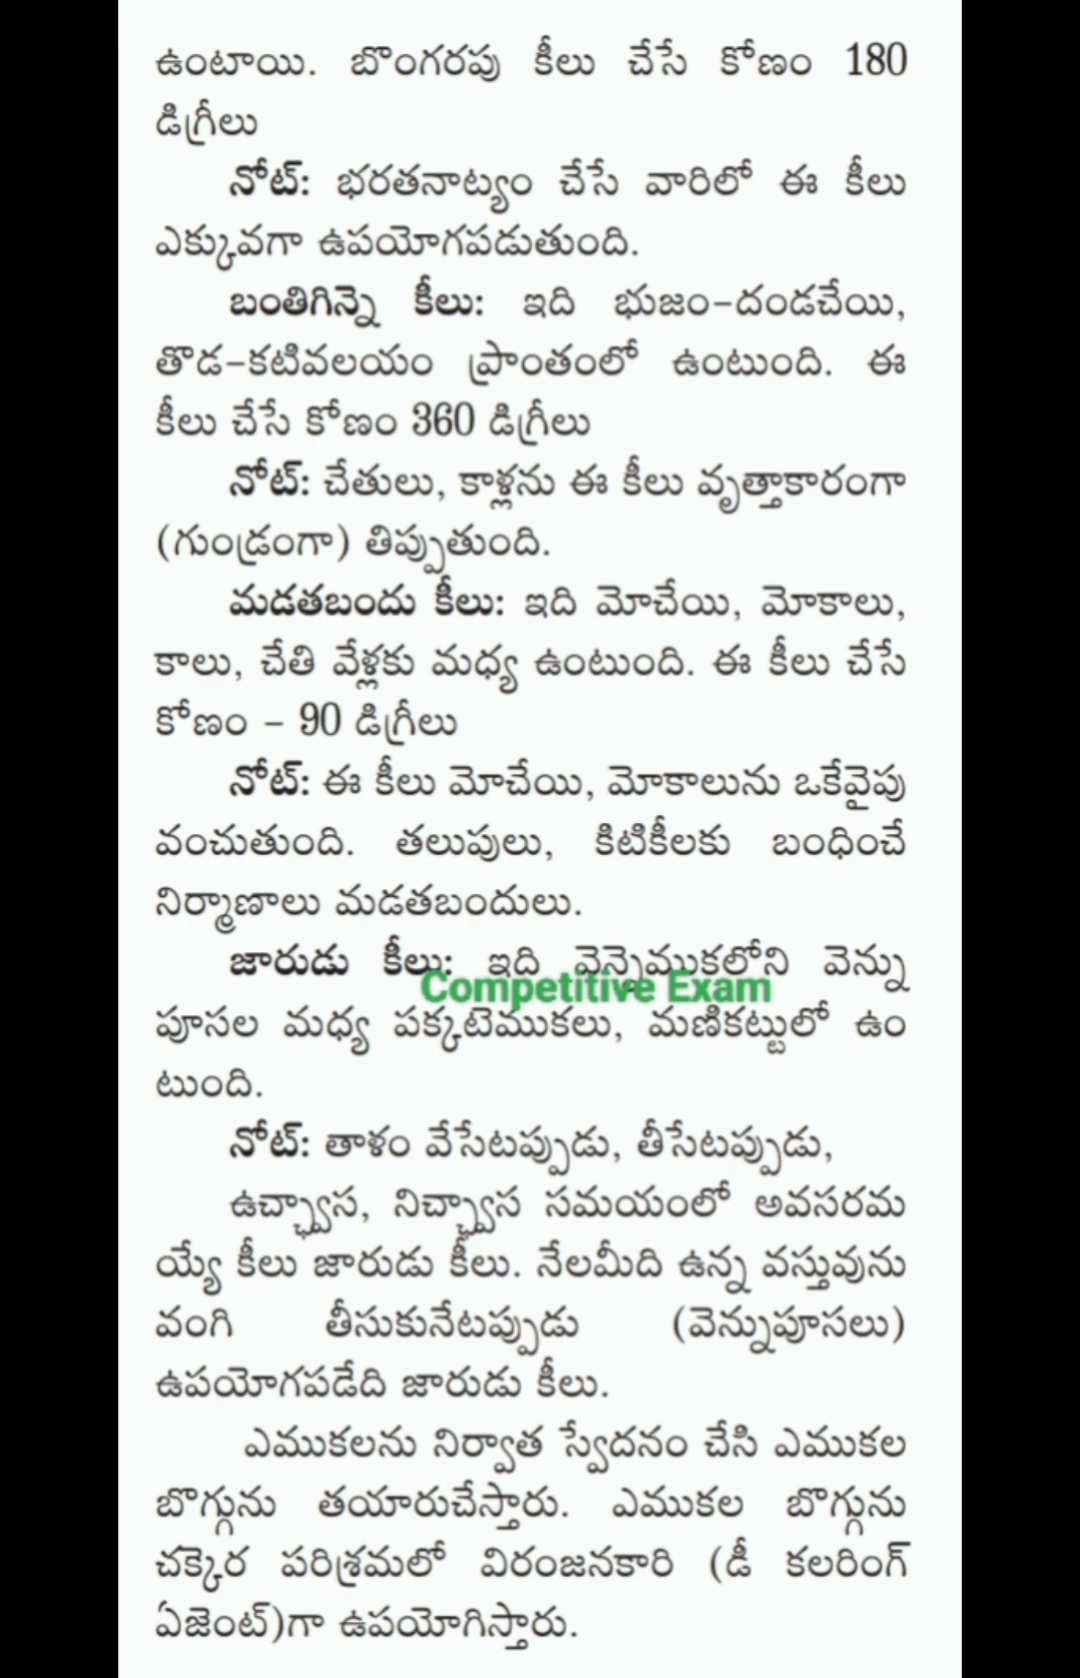 ఉంటాయి. బొంగరపు కీలు చేసే కోణం 180
డిగ్రీలు
నోట్: భరతనాట్యం చేసే వారిలో ఈ కీలు
ఎక్కువగా ఉపయోగపడుతుంది.
బంతిగిన్నె కీలు: ఇది భుజం-దండచేయి,
తొడ-కటివలయం ప్రాంతంలో ఉంటుంది. ఈ
కీలు చేసే కోణం 360 డిగ్రీలు
నోట్: చేతులు, కాళ్లను ఈ కీలు వృత్తాకారంగా
(గుండ్రంగా) తిప్పుతుంది.
మడతబందు కీలు: ఇది మోచేయి, మోకాలు,
కాలు, చేతి వేళ్లకు మధ్య ఉంటుంది. ఈ కీలు చేసే
కోణం - 90 డిగ్రీలు
నోట్: ఈ కీలు మోచేయి, మోకాలును ఒకేవైపు
వంచుతుంది. తలుపులు, కిటికీలకు బంధించే
నిర్మాణాలు మడతబందులు.
జారుడు కీలు: ఇది వెన్నెముకలోని వెన్ను
Competitive Exam
పూసల మధ్య పక్కటెముకలు, మణికట్టులో ఉం
టుంది.
నోట్: తాళం వేసేటప్పుడు, తీసేటప్పుడు,
ఉచ్ఛ్వాస, నిచ్ఛ్వాస సమయంలో అవసరమ
య్యే కీలు జారుడు కీలు. నేలమీది ఉన్న వస్తువును
వంగి తీసుకునేటప్పుడు (వెన్నుపూసలు)
ఉపయోగపడేది జారుడు కీలు.
ఎముకలను నిర్వాత స్వేదనం చేసి ఎముకల
బొగ్గును తయారుచేస్తారు. ఎముకల బొగ్గును
చక్కెర పరిశ్రమలో విరంజనకారి (డీ కలరింగ్
ఏజెంట్)గా ఉపయోగిస్తారు.